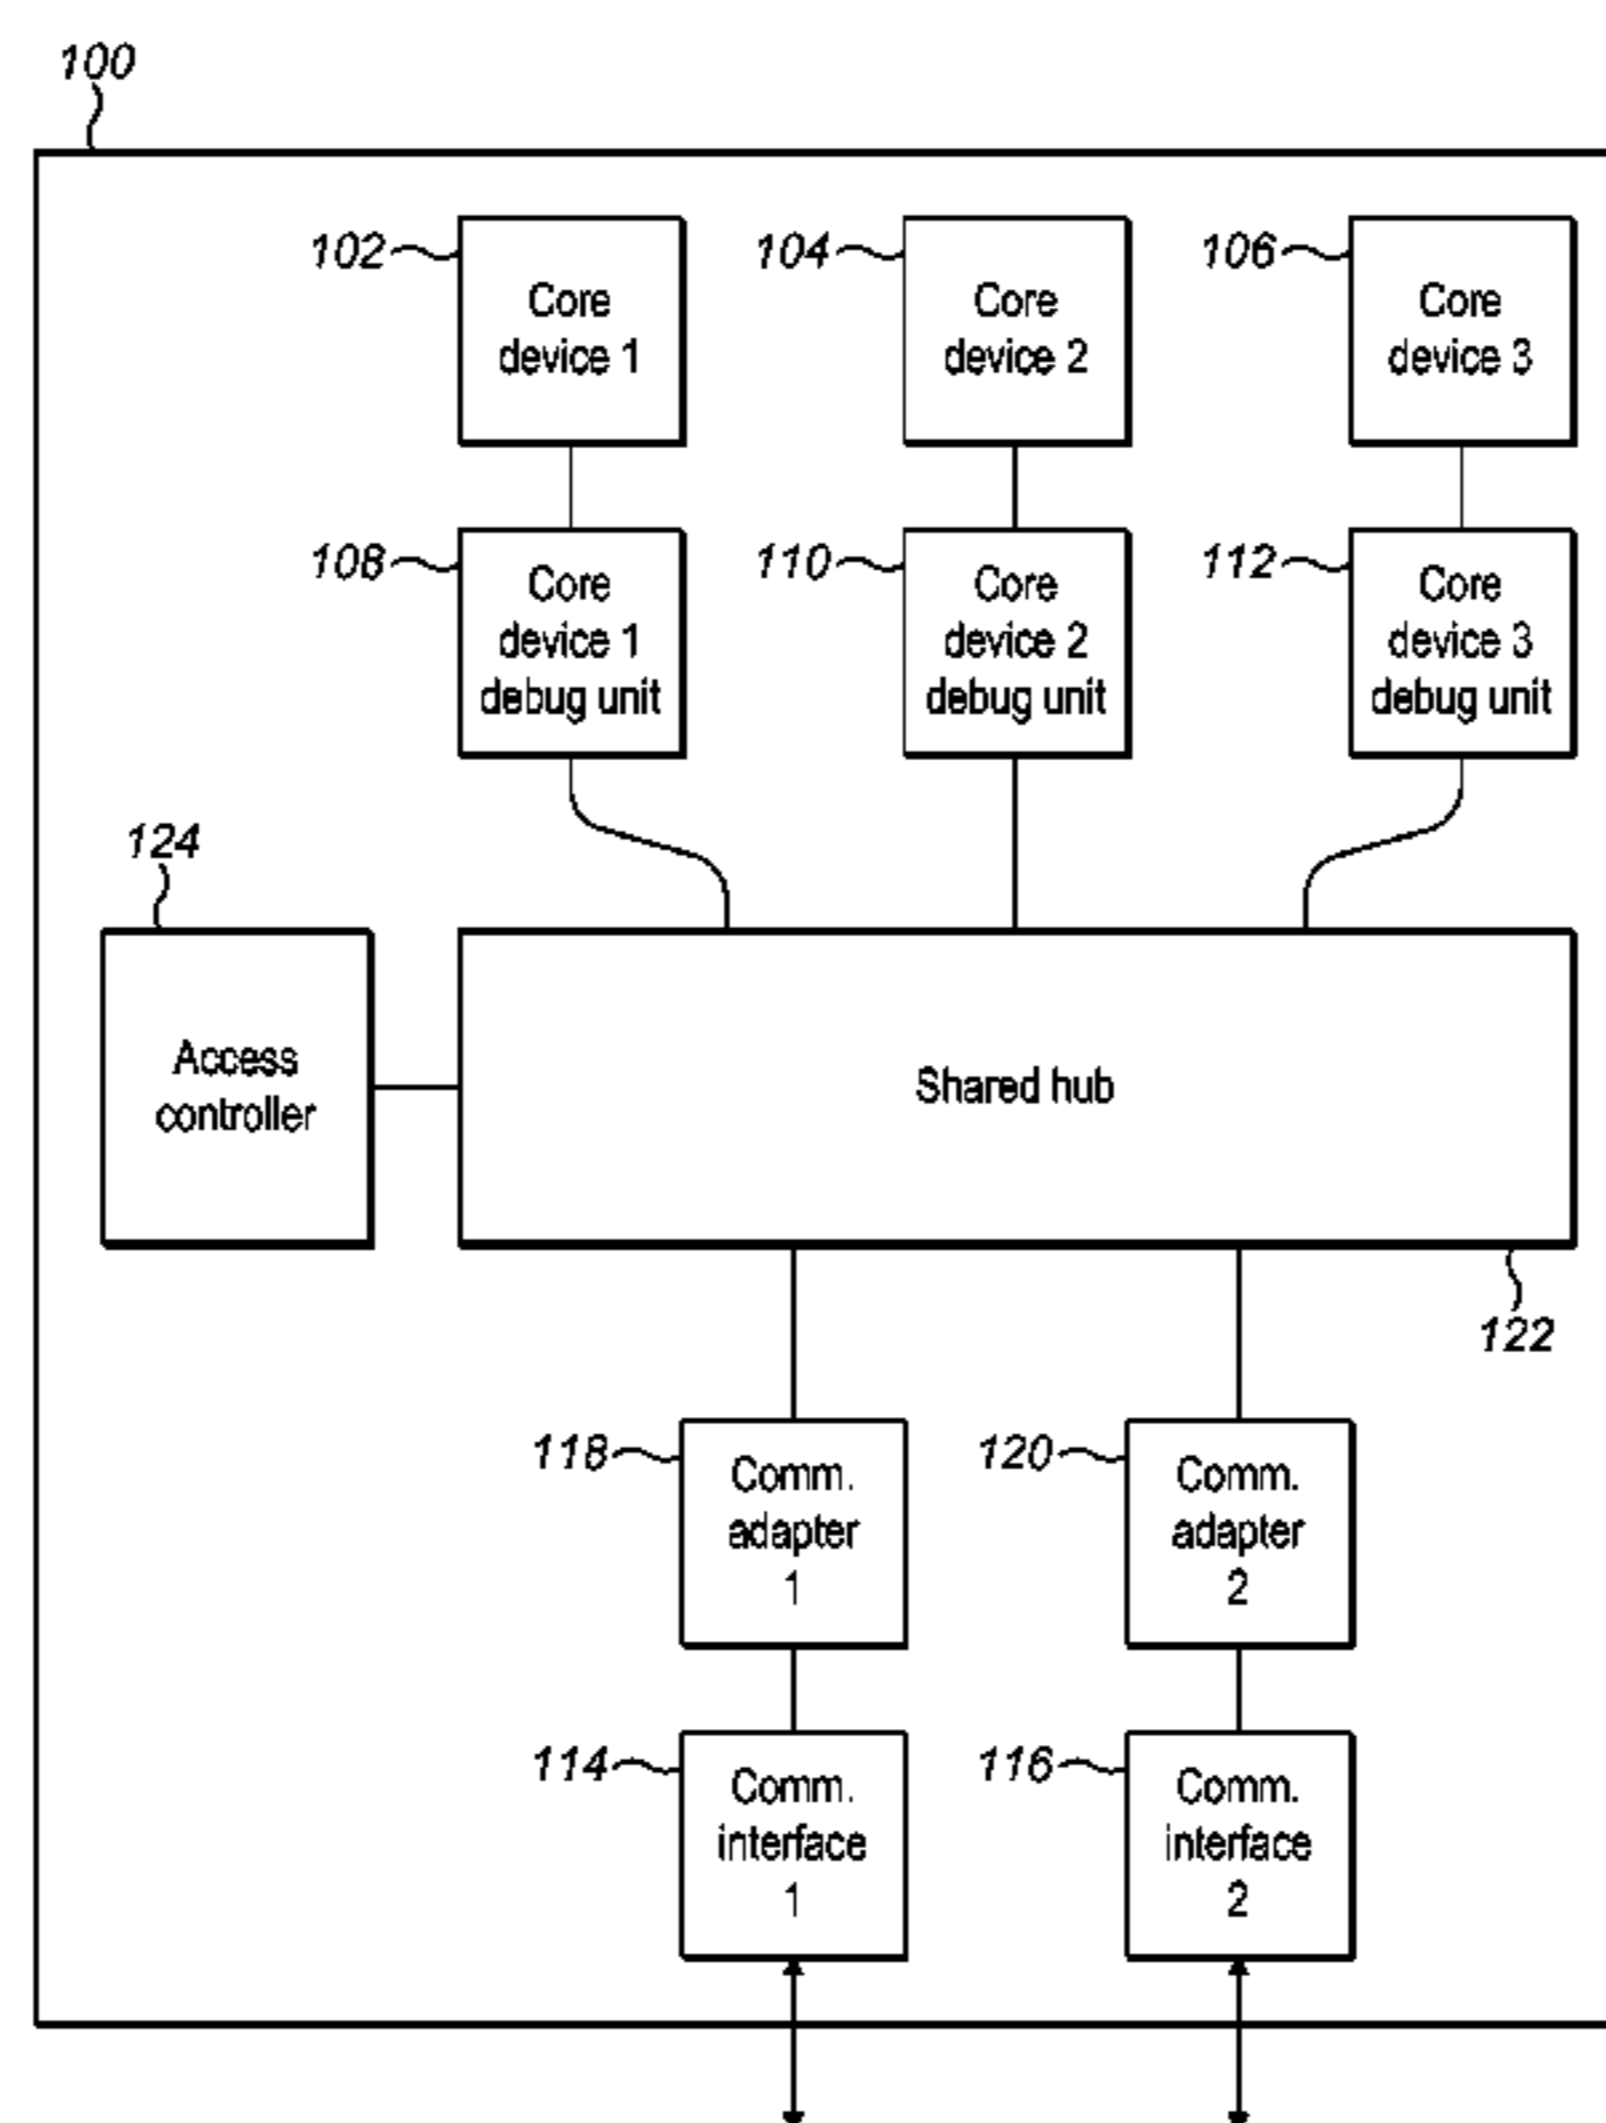 100
102
104
106
Core
device 1
Core
device 2
Core
device 3
108
110
112
Core
device 1
debug unit
Core
device 2
debug unit
Core
device 3
debug unit
124
Access
controller
Shared hub
122
118
120
Comm.
adapter
1
Comm.
adapter
2
114
116
Comm.
interface
1
Comm.
interface
2